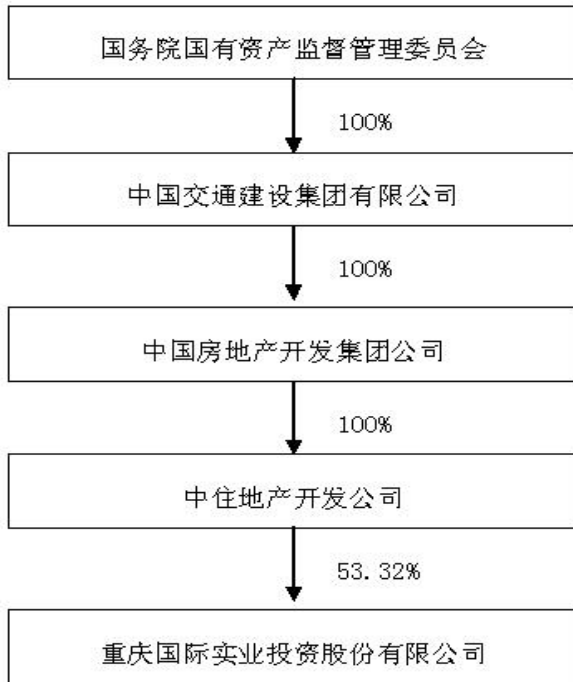 国务院国有资产监督管理委员会
100%
中国交通建设集团有限公司
100%
中国房地产开发集团公司
100%
中住地产开发公司
53.32%
重庆国际实业投资股份有限公司